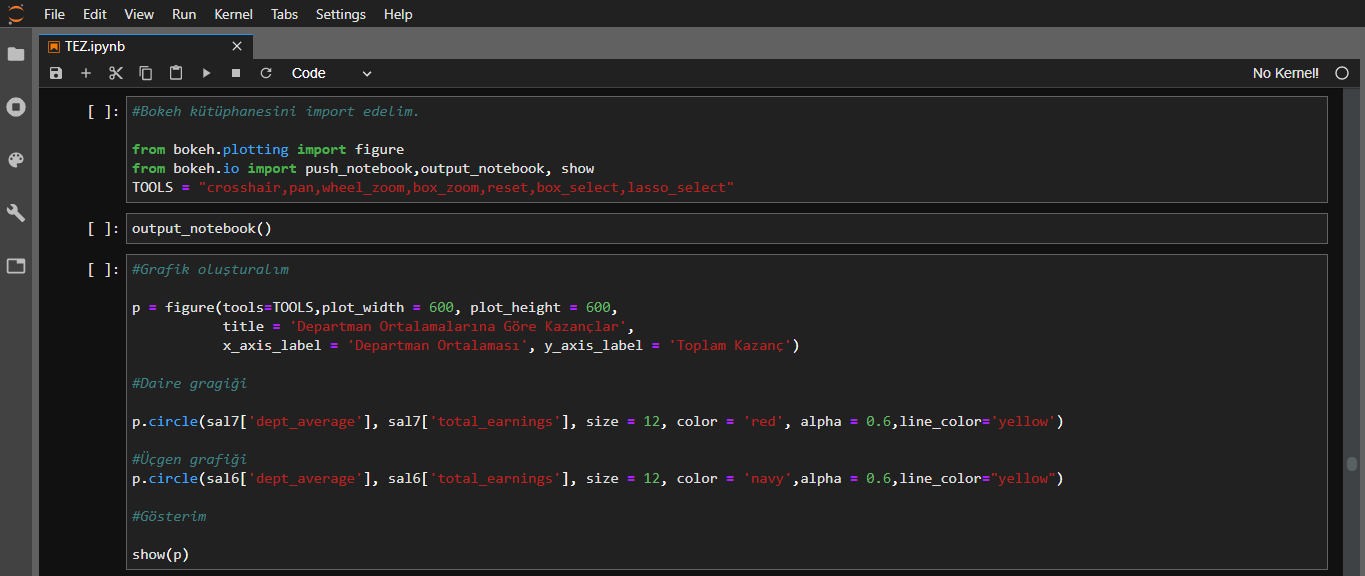 File Edit View Run Kernel Tabs Settings Help
TEZ.ipynb
Code
No Kernel!
[ ]: #Bokeh kütüphanesini import edelim.
from bokeh.plotting import figure
from bokeh.io import push_notebook,output_notebook, show
TOOLS = "crosshair,pan,wheel_zoom,box_zoom,reset,box_select,lasso_select"
[ ]: output_notebook()
[ ]: #Grafik oluşturalım
p = figure(tools=TOOLS,plot_width = 600, plot_height = 600,
title = 'Departman Ortalamalarına Göre Kazançlar',
x_axis_label = 'Departman Ortalaması', y_axis_label = 'Toplam Kazanç')
#Daire gragiği
p.circle(sal7['dept_average'], sal7['total_earnings'], size = 12, color = 'red', alpha = 0.6,line_color='yellow')
#Üçgen grafiği
p.circle(sal6['dept_average'], sal6['total_earnings'], size = 12, color = 'navy',alpha = 0.6,line_color="yellow")
#Gösterim
show(p)